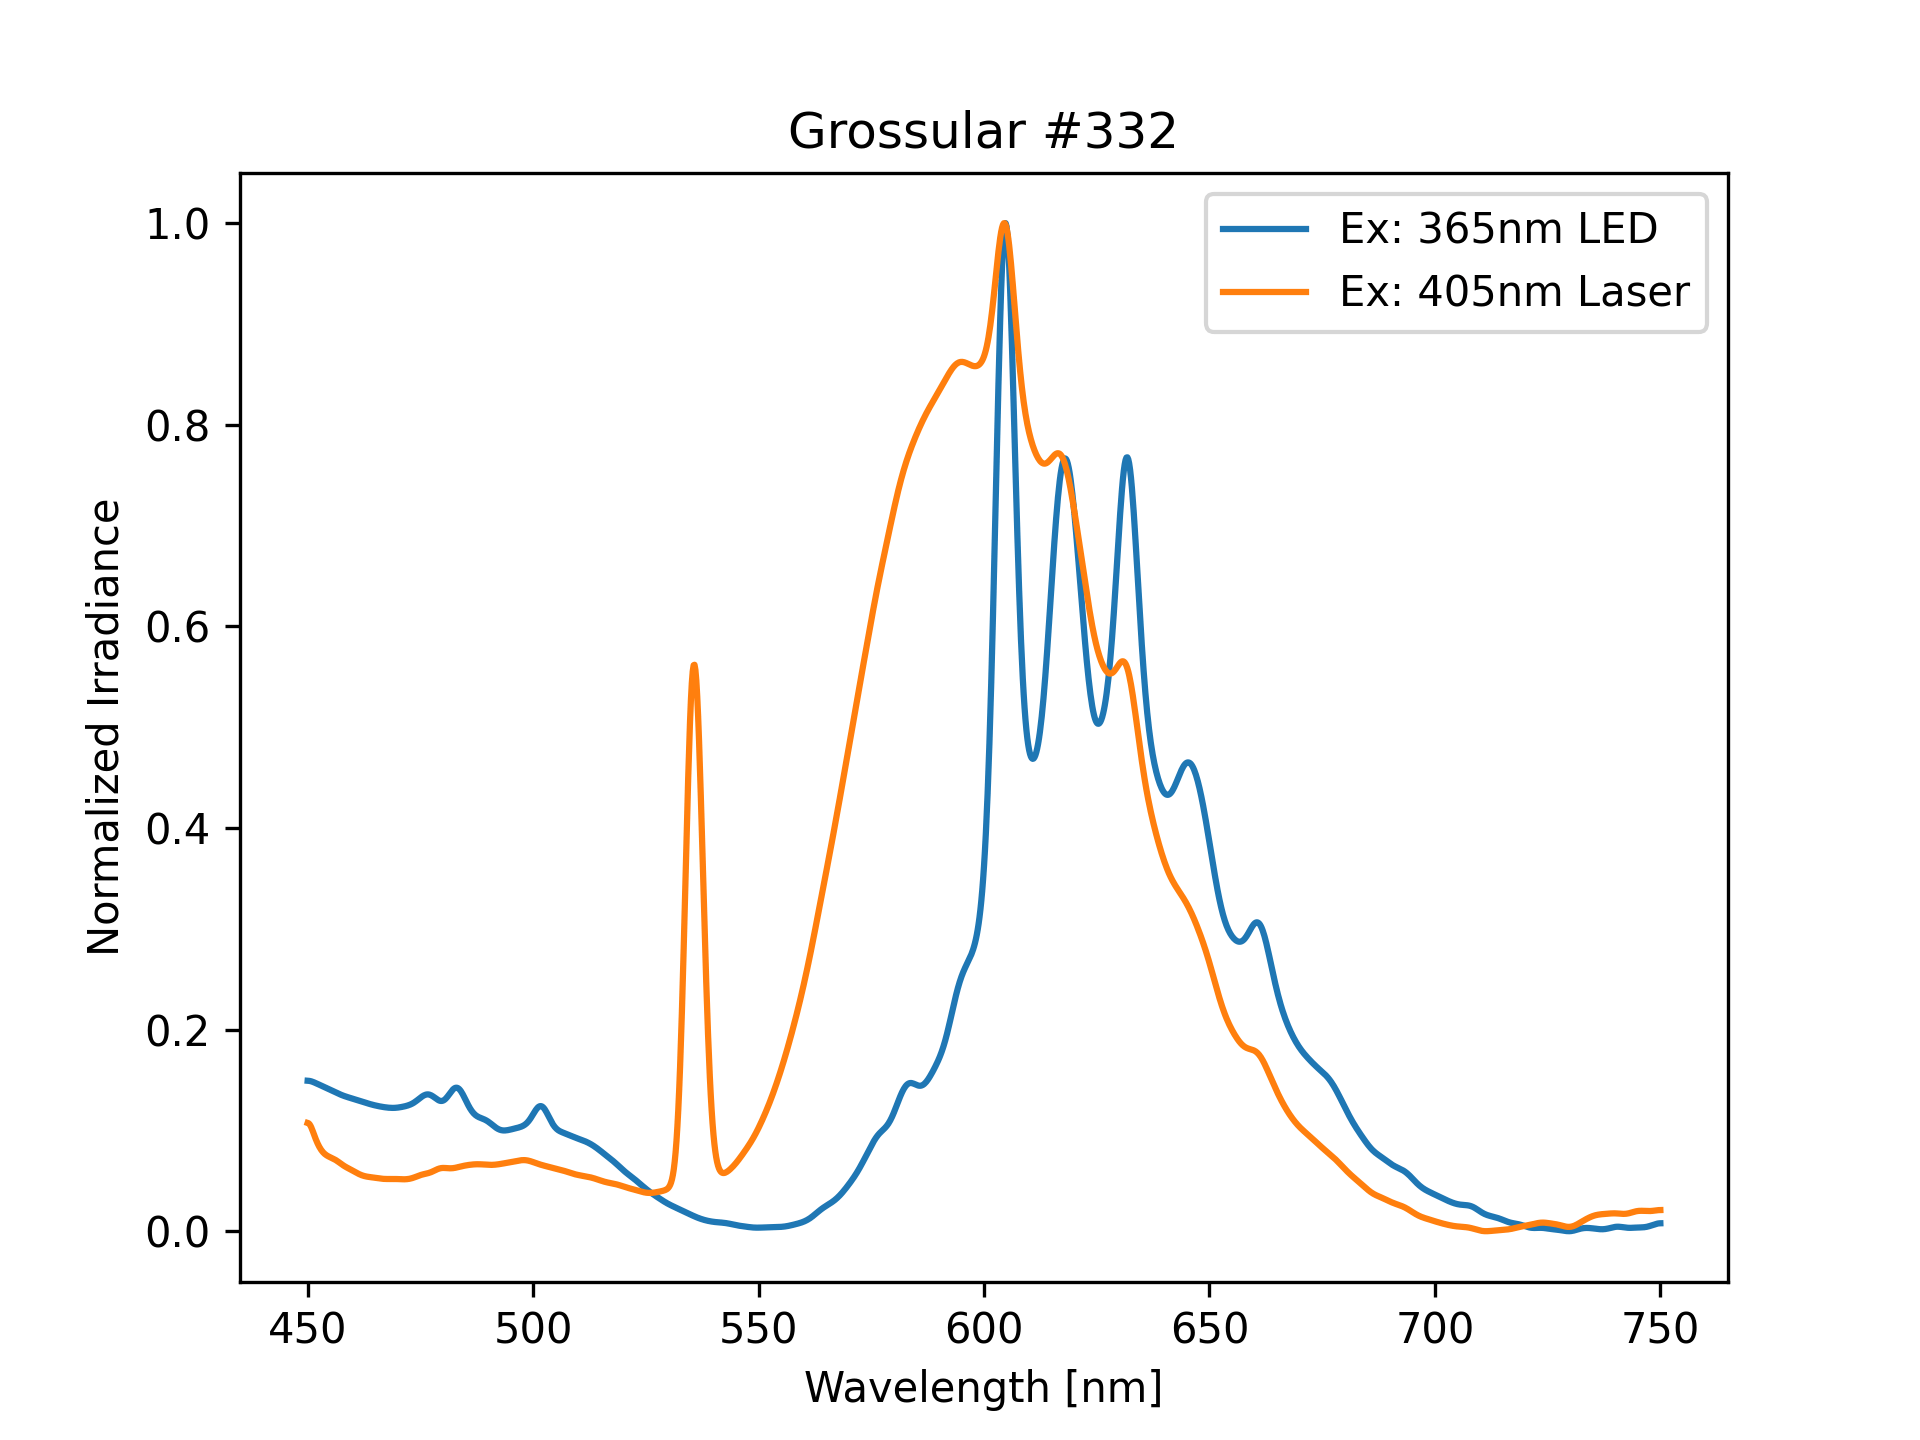 Grossular #332
Ex: 365nm LED
Ex: 405nm Laser
1.0
0.8
0.6
0.4
0.2
0.0
Normalized Irradiance
450 500 550 600 650 700 750
Wavelength [nm]